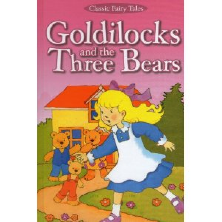 Classic Fairy Tales
Goldilocks
and the
Three Bears